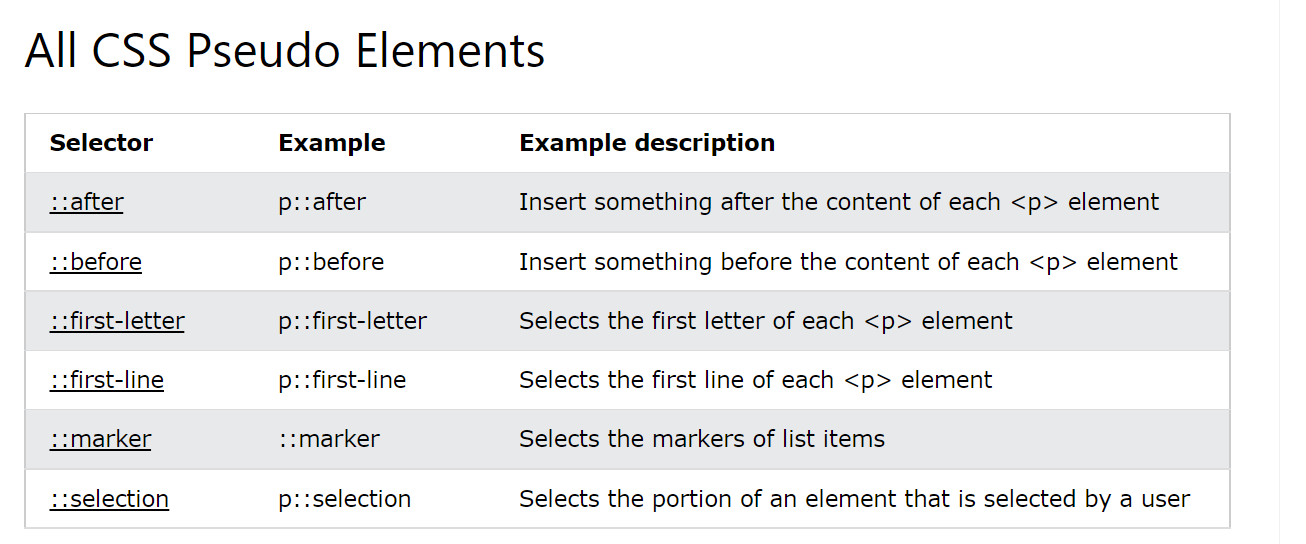 All CSS Pseudo Elements
Selector Example Example description
::after p::after Insert something after the content of each <p> element
::before p::before Insert something before the content of each <p> element
::first-letter p::first-letter Selects the first letter of each <p> element
::first-line p::first-line Selects the first line of each <p> element
::marker ::marker Selects the markers of list items
::selection p::selection Selects the portion of an element that is selected by a user